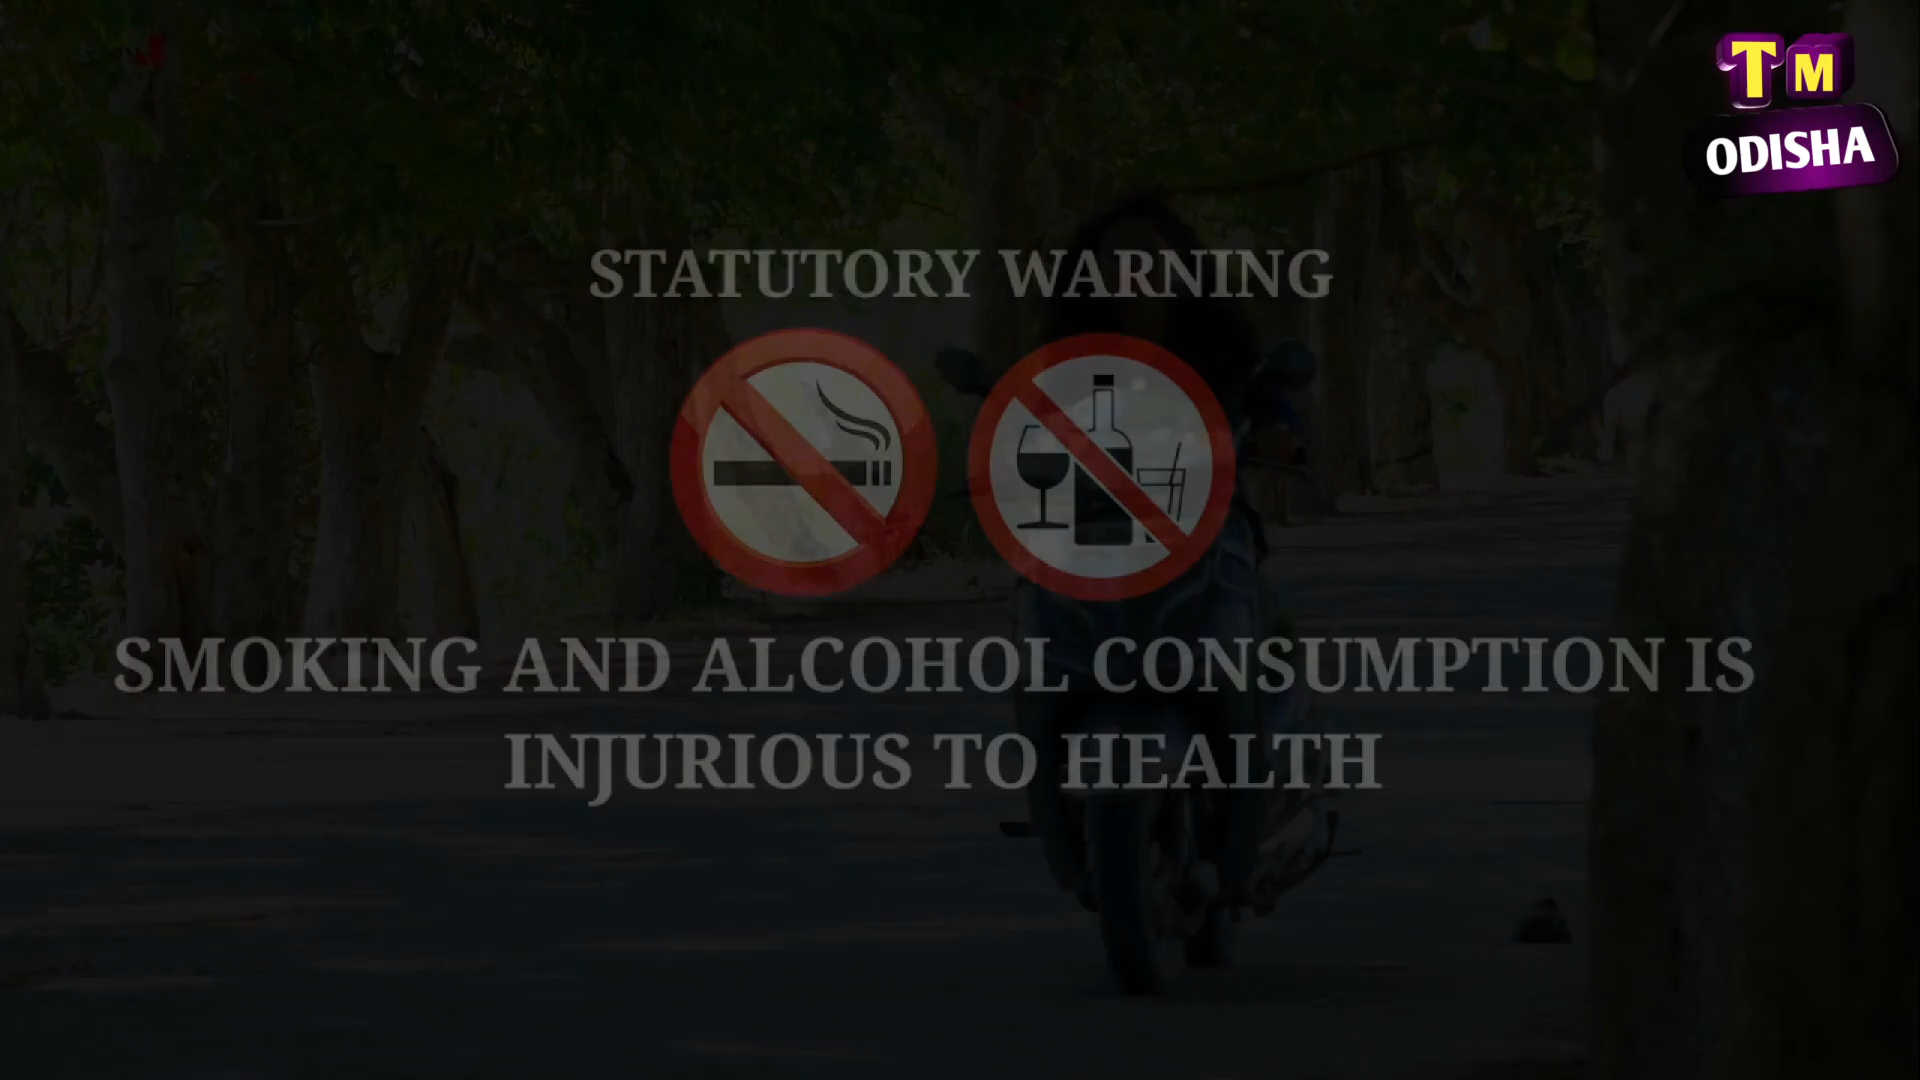 TM
ODISHA
STATUTORY WARNING
SMOKING AND ALCOHOL CONSUMPTION IS
INJURIOUS TO HEALTH